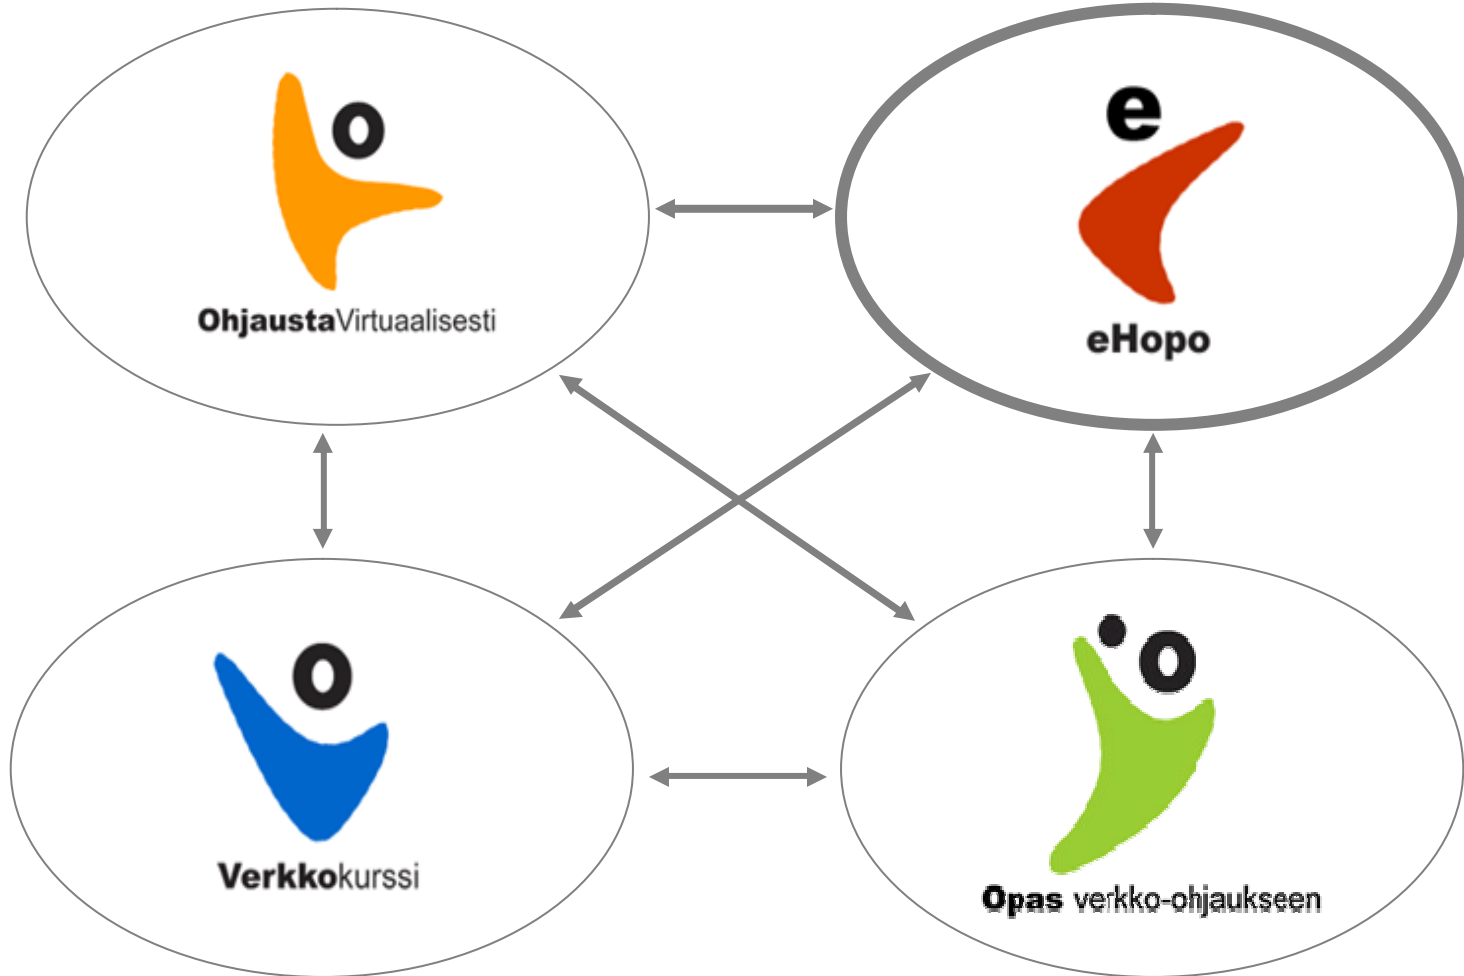 o
e
OhjaustaVirtuaalisesti
eHopo
o
o
Verkkokurssi
Opas verkko-ohjaukseen